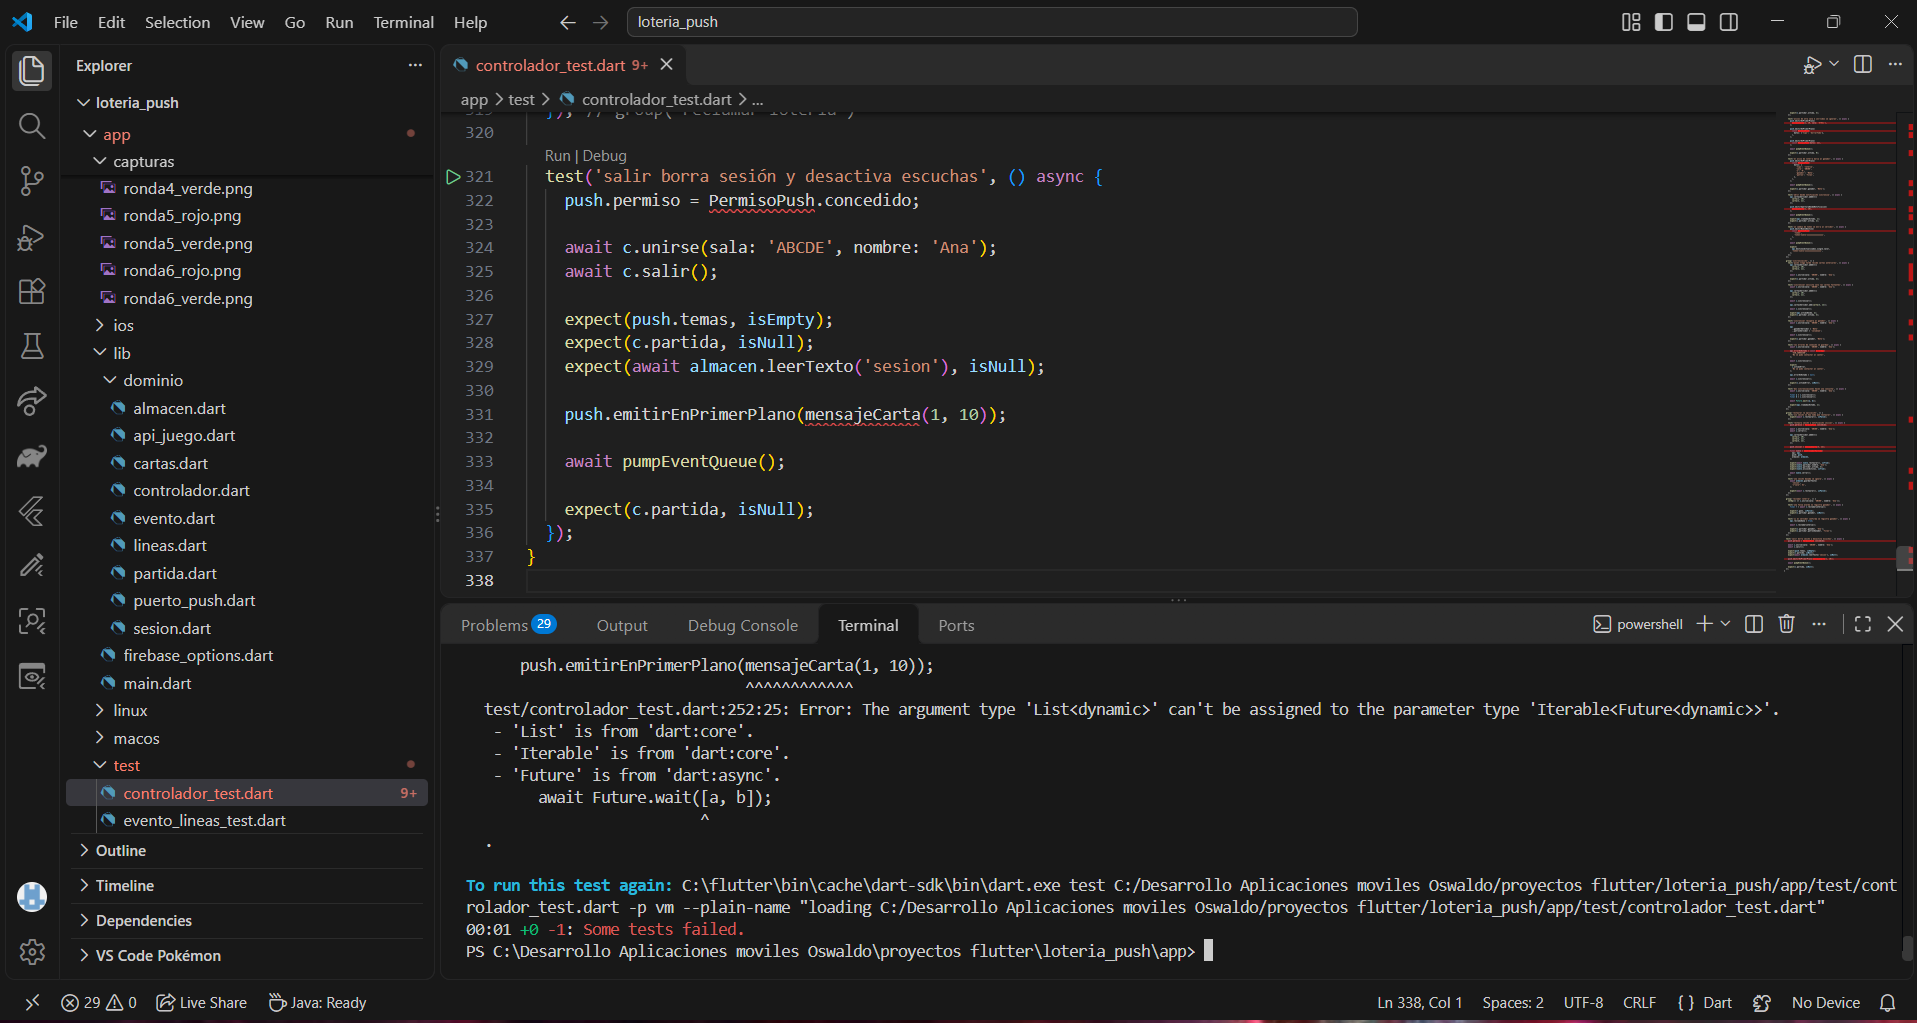 File Edit Selection View Go Run Terminal Help
loteria_push
Explorer
loteria_push
app
capturas
ronda4_verde.png
ronda5_rojo.png
ronda5_verde.png
ronda6_rojo.png
ronda6_verde.png
ios
lib
dominio
almacen.dart
api_juego.dart
cartas.dart
controlador.dart
evento.dart
lineas.dart
partida.dart
puerto_push.dart
sesion.dart
firebase_options.dart
main.dart
linux
macos
test
controlador_test.dart 9+
evento_lineas_test.dart
Outline
Timeline
Dependencies
VS Code Pokémon
controlador_test.dart 9+
app > test > controlador_test.dart > ...
320
Run | Debug
321 test('salir borra sesión y desactiva escuchas', () async {
322 push.permiso = PermisoPush.concedido;
323
324 await c.unirse(sala: 'ABCDE', nombre: 'Ana');
325 await c.salir();
326
327 expect(push.temas, isEmpty);
328 expect(c.partida, isNull);
329 expect(await almacen.leerTexto('sesion'), isNull);
330
331 push.emitirEnPrimerPlano(mensajeCarta(1, 10));
332
333 await pumpEventQueue();
334
335 expect(c.partida, isNull);
336 });
337 }
338
Problems 29 Output Debug Console Terminal Ports
powershell
push.emitirEnPrimerPlano(mensajeCarta(1, 10));
^^^^^^^^^^^^
test/controlador_test.dart:252:25: Error: The argument type 'List<dynamic>' can't be assigned to the parameter type 'Iterable<Future<dynamic>>'.
- 'List' is from 'dart:core'.
- 'Iterable' is from 'dart:core'.
- 'Future' is from 'dart:async'.
await Future.wait([a, b]);
^
.
To run this test again: C:\flutter\bin\cache\dart-sdk\bin\dart.exe test C:/Desarrollo Aplicaciones moviles Oswaldo/proyectos flutter/loteria_push/app/test/cont
rolador_test.dart -p vm --plain-name "loading C:/Desarrollo Aplicaciones moviles Oswaldo/proyectos flutter/loteria_push/app/test/controlador_test.dart"
00:01 +0 -1: Some tests failed.
PS C:\Desarrollo Aplicaciones moviles Oswaldo\proyectos flutter\loteria_push\app>
29 0 Live Share Java: Ready
Ln 338, Col 1 Spaces: 2 UTF-8 CRLF { } Dart No Device